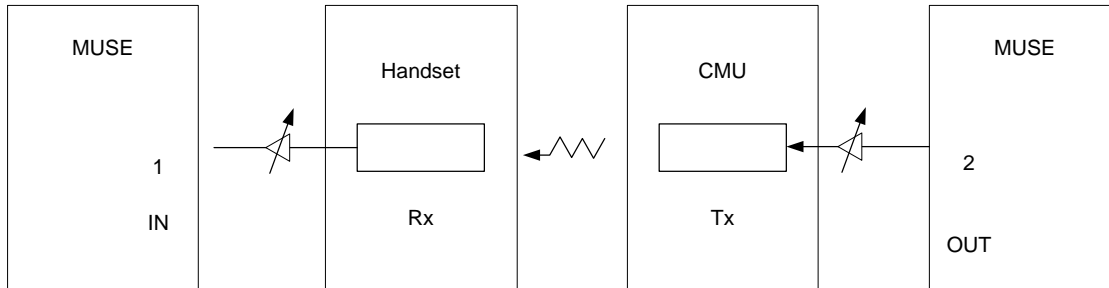 MUSE
1
IN
Handset
Rx
CMU
Tx
MUSE
2
OUT